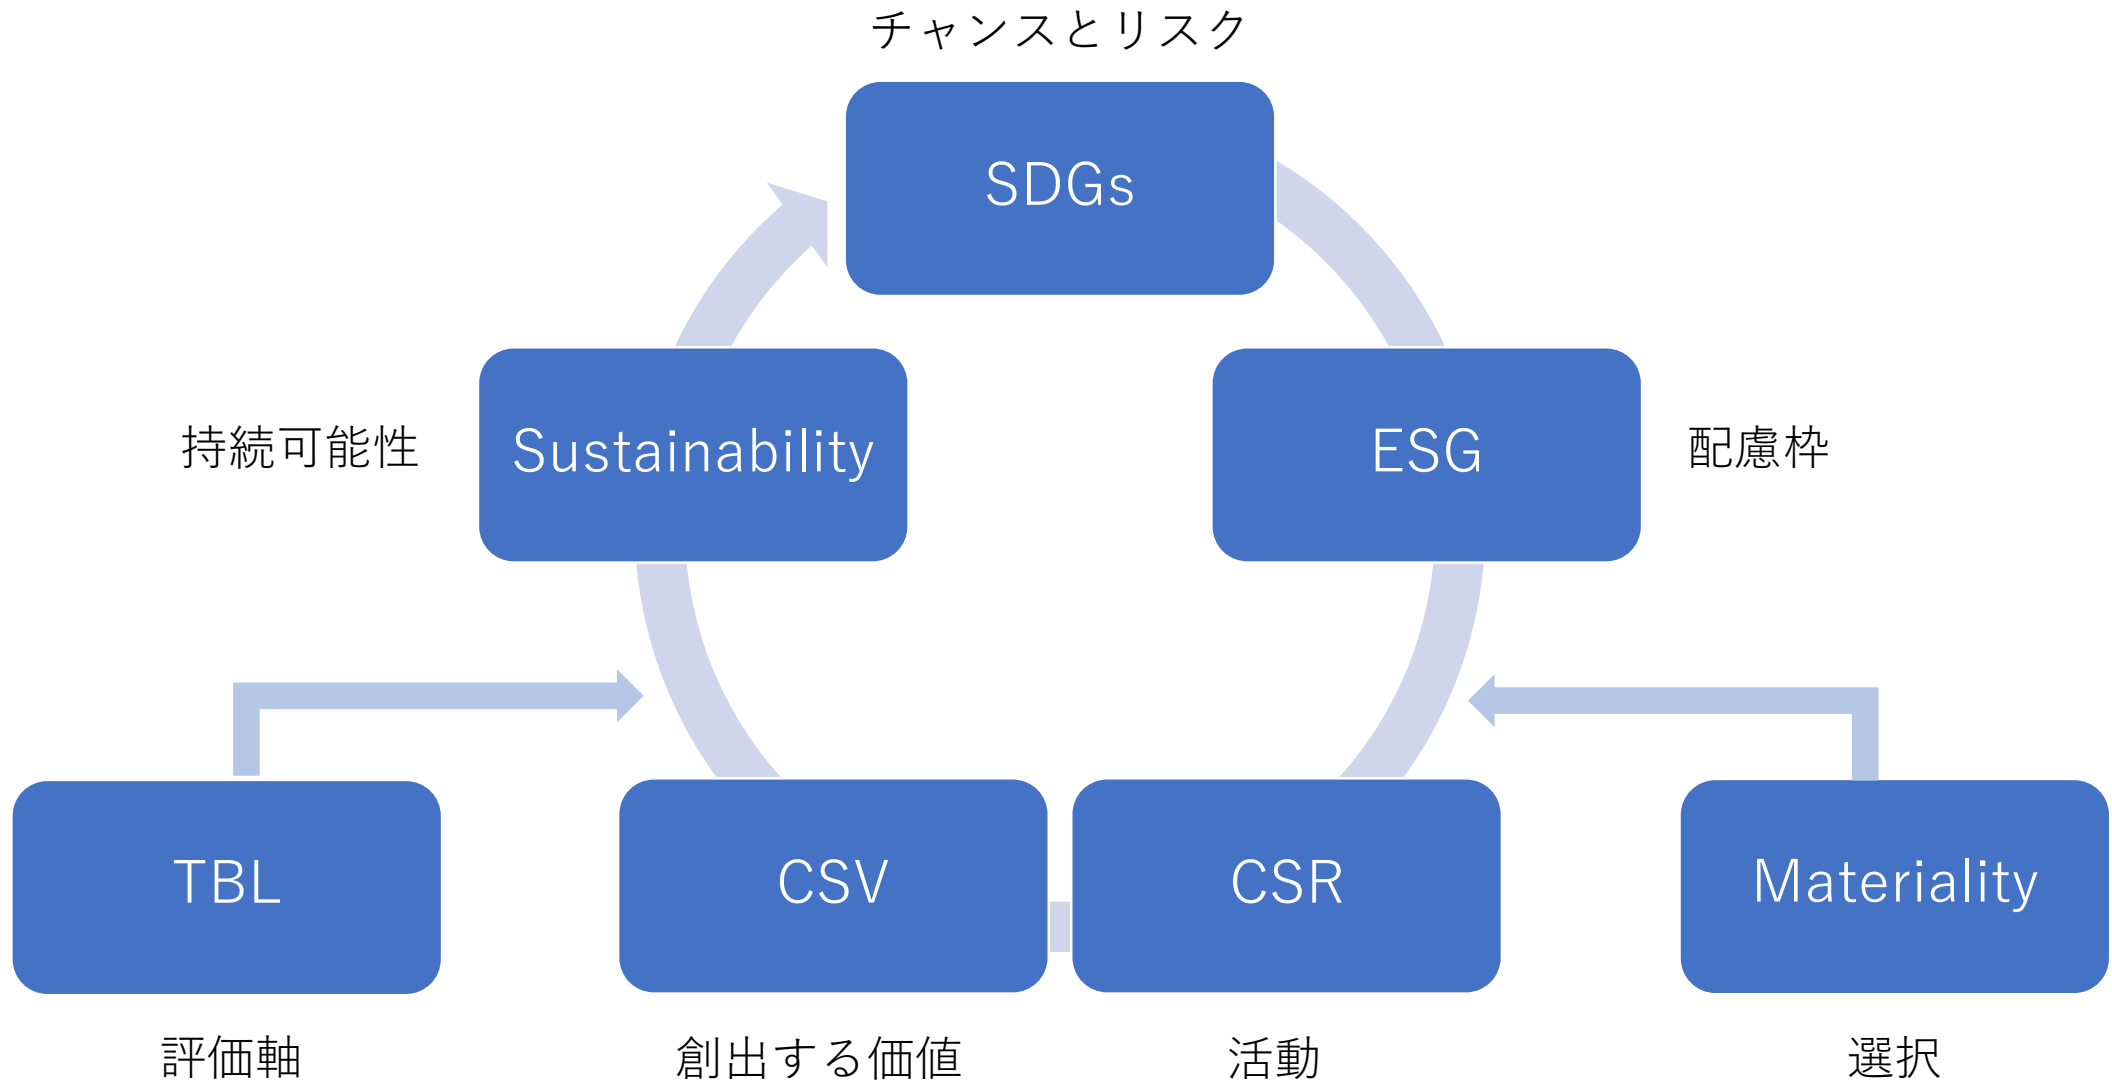 チャンスとリスク
SDGs
持続可能性
Sustainability
ESG
配慮枠
TBL
CSV
CSR
Materiality
評価軸
創出する価値
活動
選択